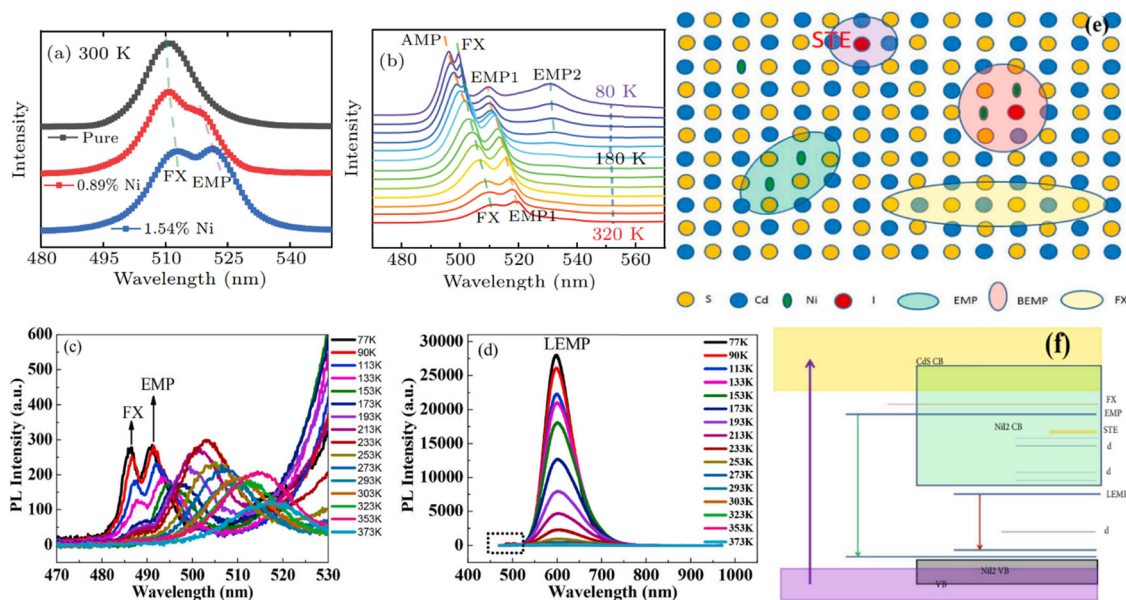 (a) 300 K
Intensity
Pure
0.89% Ni
1.54% Ni
FX
EMP
480 495 510 525 540
Wavelength (nm)
(b)
AMP
FX
EMP1
EMP2
80 K
180 K
FX
EMP1
320 K
Intensity
500 520 540 560
Wavelength (nm)
(e)
STE
S Cd Ni I EMP BEMP FX
(c)
FX
EMP
PL Intensity (a.u.)
600
500
400
300
200
100
0
470 480 490 500 510 520 530
Wavelength (nm)
77K
90K
113K
133K
153K
173K
193K
213K
233K
253K
273K
293K
303K
323K
353K
373K
(d)
LEMP
PL Intensity (a.u.)
30000
25000
20000
15000
10000
5000
0
400 500 600 700 800 900 1000
Wavelength (nm)
77K
90K
113K
133K
153K
173K
193K
213K
233K
253K
273K
293K
303K
323K
353K
373K
(f)
CdS CB
FX
EMP
NiI2 CB
STE
d
d
d
NiI2 VB
VB